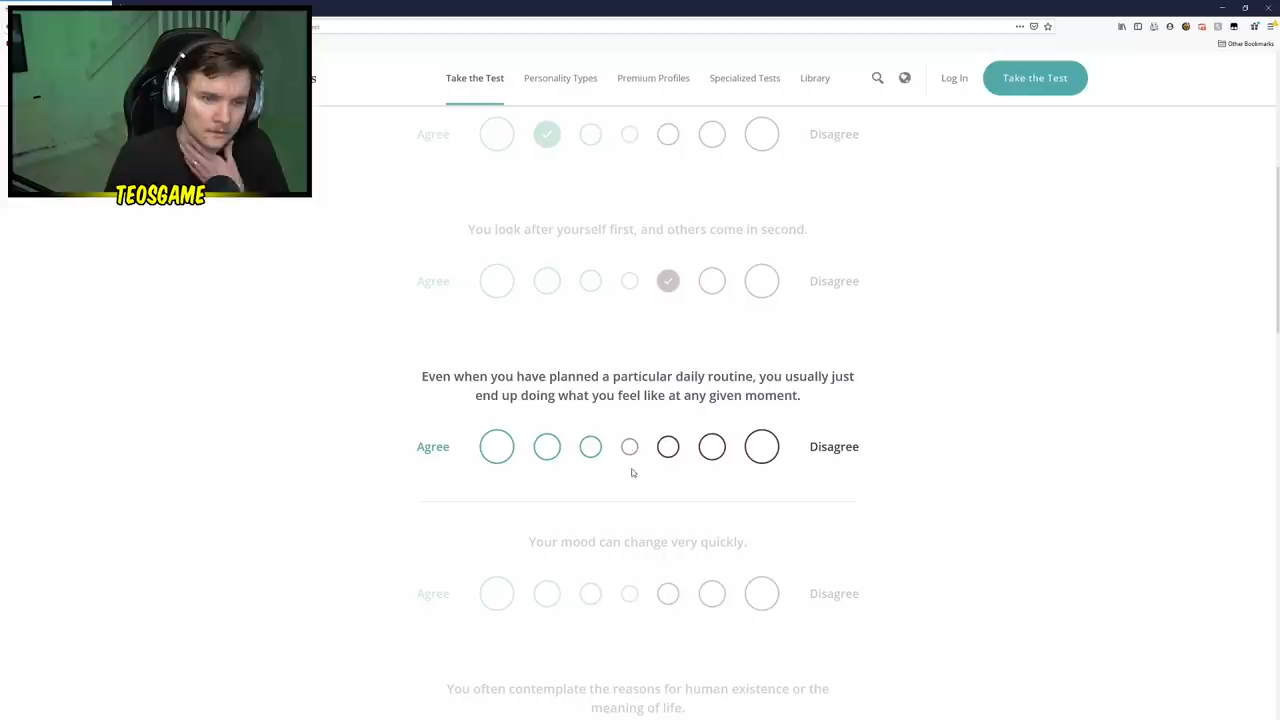 Other Bookmarks
Take the Test
Personality Types
Premium Profiles
Specialized Tests
Library
Log In
Take the Test
TEOSGAME
Agree
Disagree
You look after yourself first, and others come in second.
Agree
Disagree
Even when you have planned a particular daily routine, you usually just
end up doing what you feel like at any given moment.
Agree
Disagree
Your mood can change very quickly.
Agree
Disagree
You often contemplate the reasons for human existence or the
meaning of life.